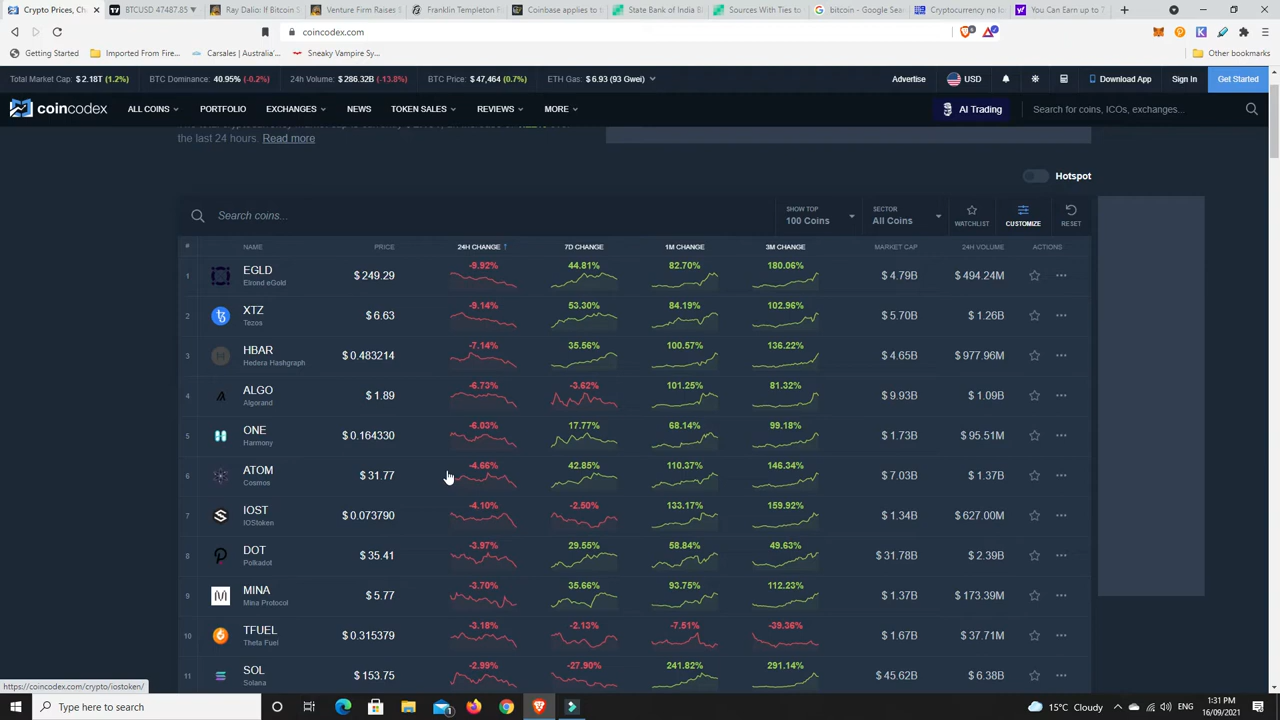 Crypto Prices, Ch
BTCUSD 47487.85
Ray Dalio: If Bitcoin S
Venture Firm Raises $
Franklin Templeton F
Coinbase applies to t
State Bank of India B
Sources With Ties to
bitcoin - Google Sear
Cryptocurrency no lo
You Can Earn up to 7
coincodex.com
Getting Started
Imported From Fire...
Carsales | Australia'...
Sneaky Vampire Sy...
Other bookmarks
Total Market Cap: $ 2.18T (1.2%)
BTC Dominance: 40.95% (-0.2%)
24h Volume: $ 286.32B (-13.8%)
BTC Price: $ 47,464 (0.7%)
ETH Gas: $ 6.93 (93 Gwei)
Advertise
USD
Download App
Sign In
Get Started
coincodex
ALL COINS
PORTFOLIO
EXCHANGES
NEWS
TOKEN SALES
REVIEWS
MORE
AI Trading
Search for coins, ICOs, exchanges...
the last 24 hours. Read more
Hotspot
Search coins...
SHOW TOP
100 Coins
SECTOR
All Coins
WATCHLIST
CUSTOMIZE
RESET
# NAME PRICE 24H CHANGE ↑ 7D CHANGE 1M CHANGE 3M CHANGE MARKET CAP 24H VOLUME ACTIONS
1 EGLD Elrond eGold $ 249.29 -9.92% 44.81% 82.70% 180.06% $ 4.79B $ 494.24M
2 XTZ Tezos $ 6.63 -9.14% 53.30% 84.19% 102.96% $ 5.70B $ 1.26B
3 HBAR Hedera Hashgraph $ 0.483214 -7.14% 35.56% 100.57% 136.22% $ 4.65B $ 977.96M
4 ALGO Algorand $ 1.89 -6.73% -3.62% 101.25% 81.32% $ 9.93B $ 1.09B
5 ONE Harmony $ 0.164330 -6.03% 17.77% 68.14% 99.18% $ 1.73B $ 95.51M
6 ATOM Cosmos $ 31.77 -4.66% 42.85% 110.37% 146.34% $ 7.03B $ 1.37B
7 IOST IOStoken $ 0.073790 -4.10% -2.50% 133.17% 159.92% $ 1.34B $ 627.00M
8 DOT Polkadot $ 35.41 -3.97% 29.55% 58.84% 49.63% $ 31.78B $ 2.39B
9 MINA Mina Protocol $ 5.77 -3.70% 35.66% 93.75% 112.23% $ 1.37B $ 173.39M
10 TFUEL Theta Fuel $ 0.315379 -3.18% -2.13% -7.51% -39.36% $ 1.67B $ 37.71M
11 SOL Solana $ 153.75 -2.99% -27.90% 241.82% 291.14% $ 45.62B $ 6.38B
https://coincodex.com/crypto/iostoken/
Type here to search
15°C Cloudy
ENG
1:31 PM
16/09/2021